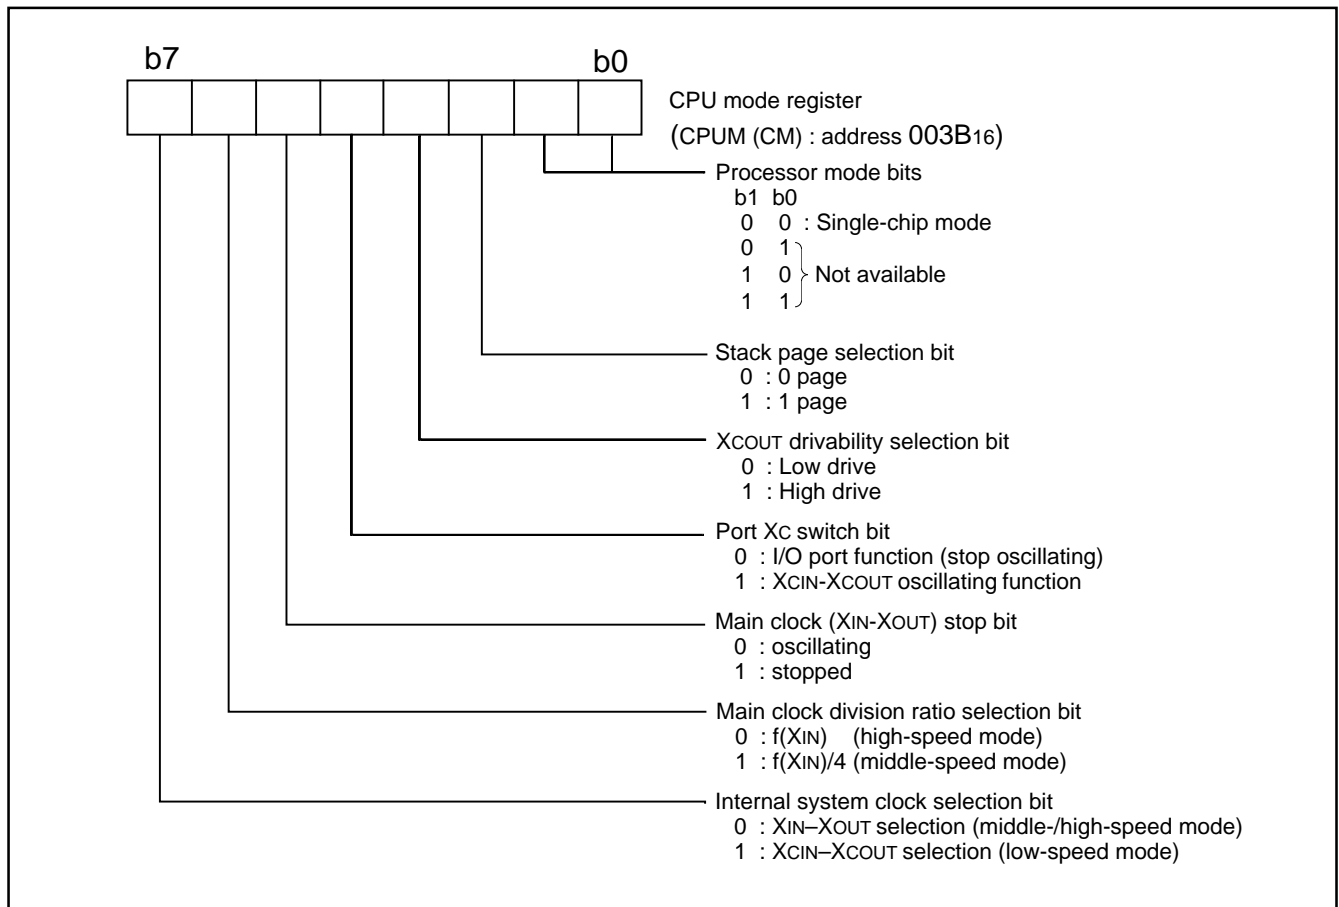 b7 b0
CPU mode register
(CPUM (CM) : address 003B16)
Processor mode bits
b1 b0
0 0 : Single-chip mode
0 1
1 0 Not available
1 1
Stack page selection bit
0 : 0 page
1 : 1 page
XCOUT drivability selection bit
0 : Low drive
1 : High drive
Port XC switch bit
0 : I/O port function (stop oscillating)
1 : XCIN-XCOUT oscillating function
Main clock (XIN-XOUT) stop bit
0 : oscillating
1 : stopped
Main clock division ratio selection bit
0 : f(XIN) (high-speed mode)
1 : f(XIN)/4 (middle-speed mode)
Internal system clock selection bit
0 : XIN–XOUT selection (middle-/high-speed mode)
1 : XCIN–XCOUT selection (low-speed mode)